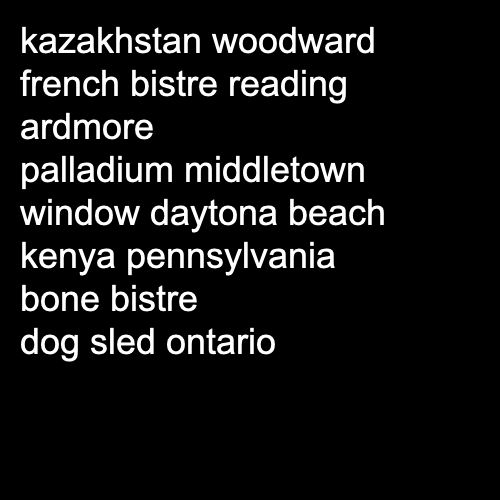 kazakhstan woodward
french bistre reading
ardmore
palladium middletown
window daytona beach
kenya pennsylvania
bone bistre
dog sled ontario